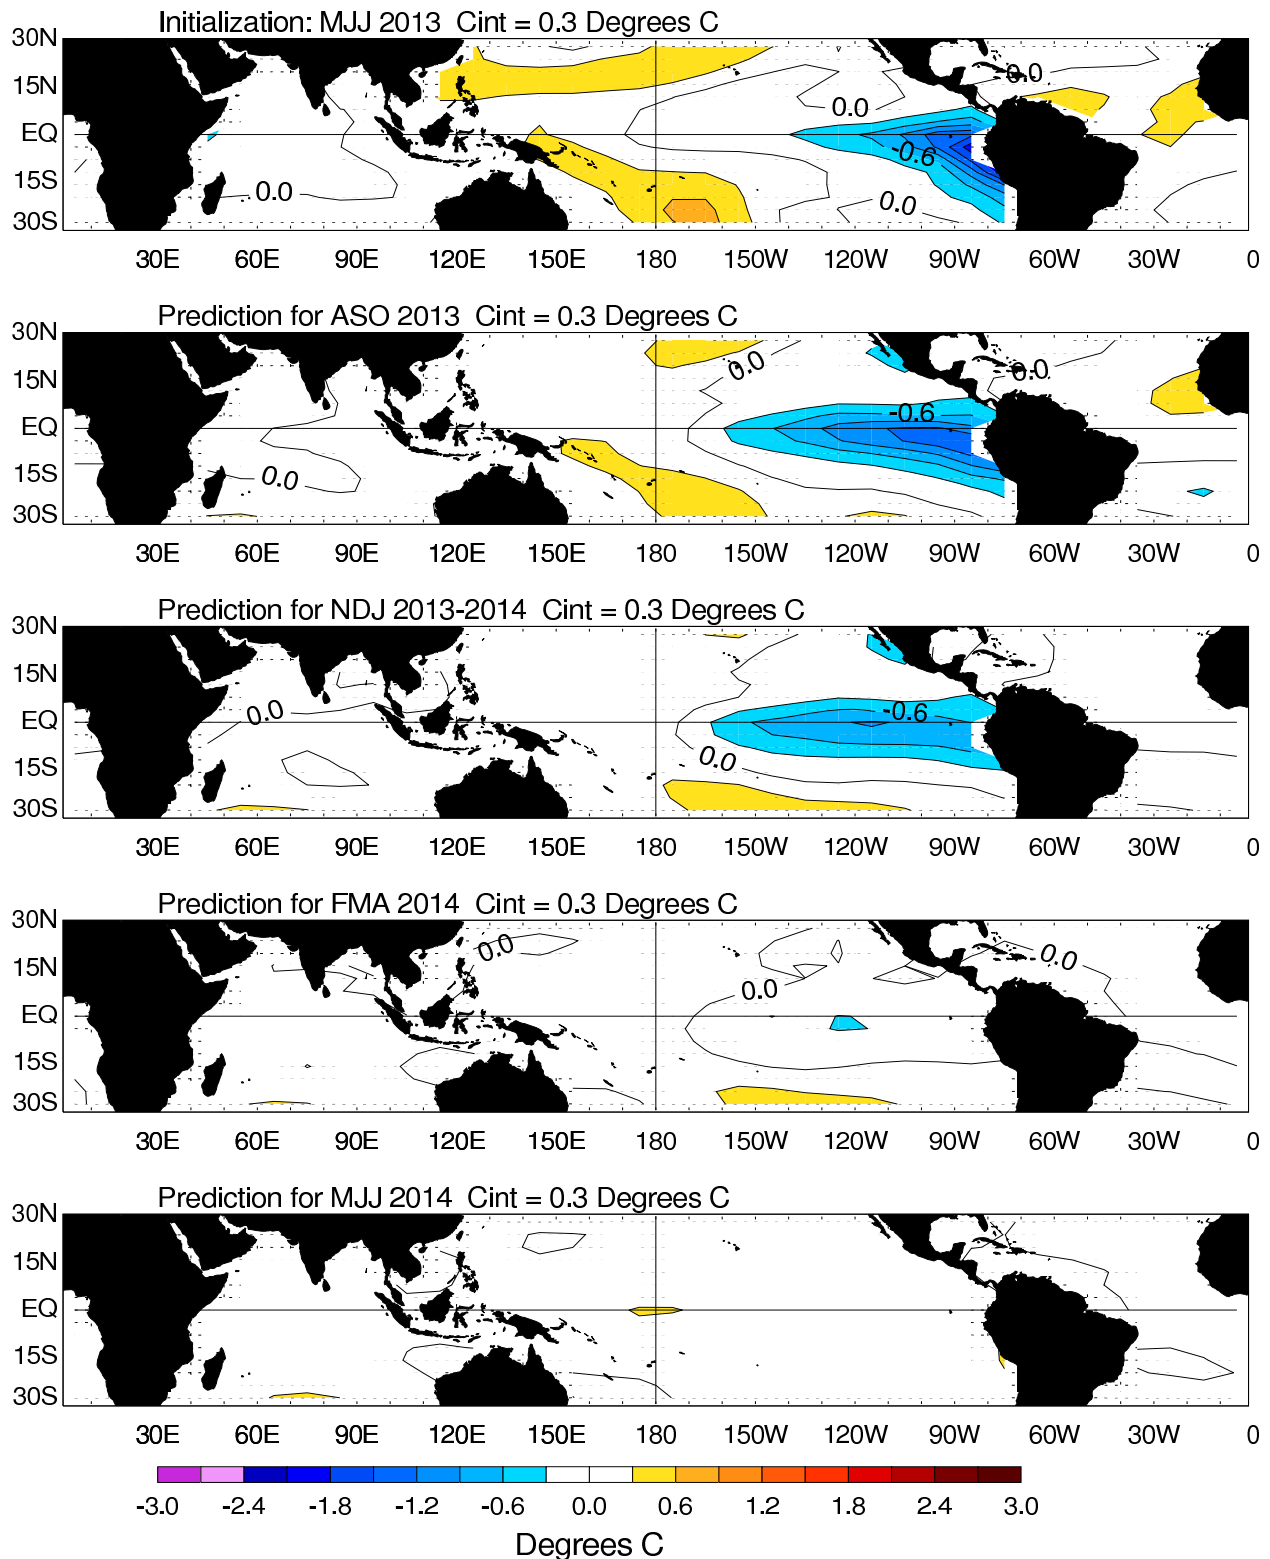 Initialization: MJJ 2013  Cint = 0.3 Degrees C
30N
15N
EQ
15S
30S
0.0
0.0
0.0
-0.6
0.0
30E 60E 90E 120E 150E 180 150W 120W 90W 60W 30W 0
Prediction for ASO 2013  Cint = 0.3 Degrees C
30N
15N
EQ
15S
30S
0.0
0.0
-0.6
0.0
30E 60E 90E 120E 150E 180 150W 120W 90W 60W 30W 0
Prediction for NDJ 2013-2014  Cint = 0.3 Degrees C
30N
15N
EQ
15S
30S
0.0
-0.6
0.0
30E 60E 90E 120E 150E 180 150W 120W 90W 60W 30W 0
Prediction for FMA 2014  Cint = 0.3 Degrees C
30N
15N
EQ
15S
30S
0.0
0.0
0.0
30E 60E 90E 120E 150E 180 150W 120W 90W 60W 30W 0
Prediction for MJJ 2014  Cint = 0.3 Degrees C
30N
15N
EQ
15S
30S
30E 60E 90E 120E 150E 180 150W 120W 90W 60W 30W 0
-3.0 -2.4 -1.8 -1.2 -0.6 0.0 0.6 1.2 1.8 2.4 3.0
Degrees C